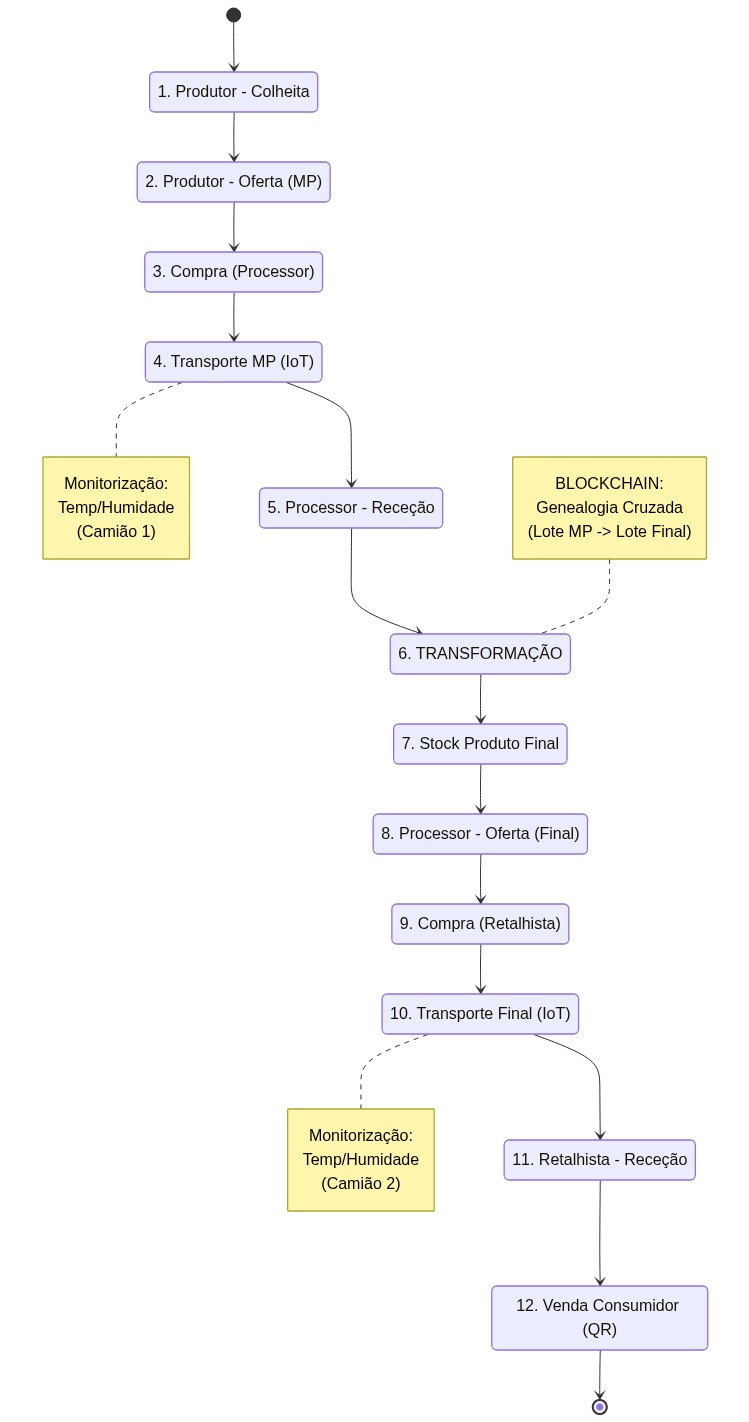 1. Produtor - Colheita
2. Produtor - Oferta (MP)
3. Compra (Processor)
4. Transporte MP (IoT)
Monitorização:
Temp/Humidade
(Camião 1)
5. Processor - Receção
BLOCKCHAIN:
Genealogia Cruzada
(Lote MP -> Lote Final)
6. TRANSFORMAÇÃO
7. Stock Produto Final
8. Processor - Oferta (Final)
9. Compra (Retalhista)
10. Transporte Final (IoT)
Monitorização:
Temp/Humidade
(Camião 2)
11. Retalhista - Receção
12. Venda Consumidor
(QR)